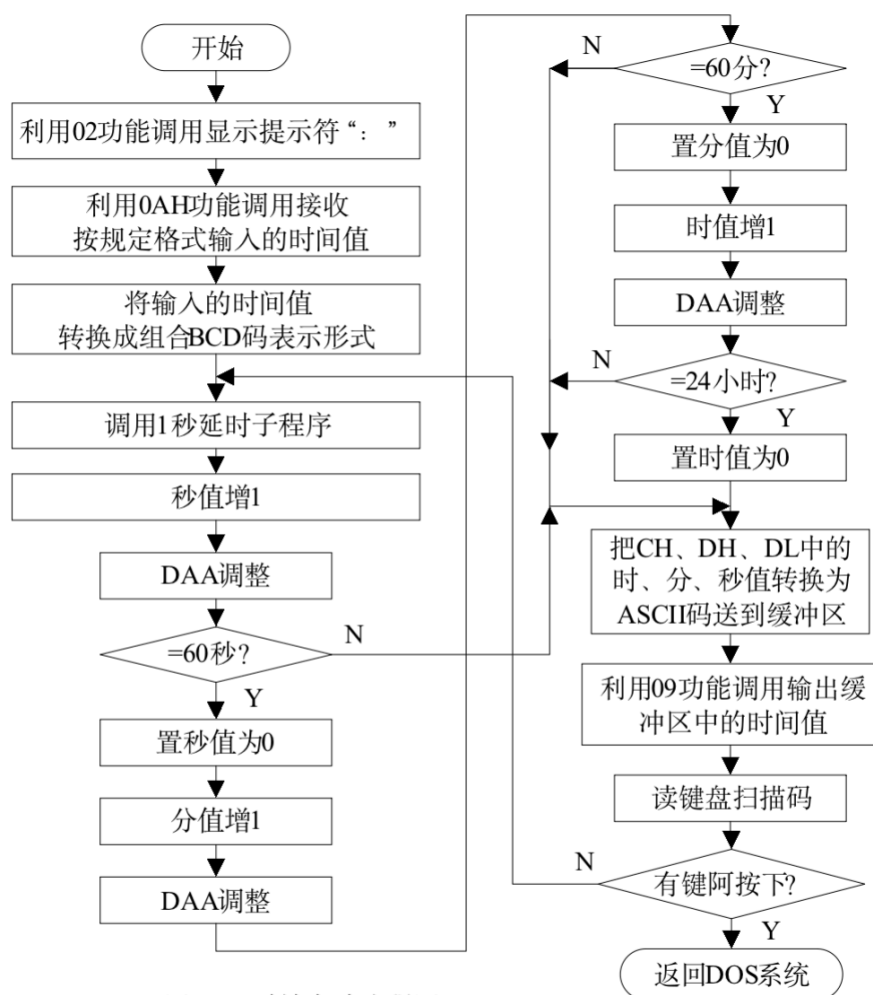 开始
利用02功能调用显示提示符“：”
利用0AH功能调用接收
按规定格式输入的时间值
将输入的时间值
转换成组合BCD码表示形式
调用1秒延时子程序
秒值增1
DAA调整
=60秒?
N
Y
置秒值为0
分值增1
DAA调整
=60分?
N
Y
置分值为0
时值增1
DAA调整
=24小时?
N
Y
置时值为0
把CH、DH、DL中的
时、分、秒值转换为
ASCII码送到缓冲区
利用09功能调用输出缓
冲区中的时间值
读键盘扫描码
有键阿按下?
N
Y
返回DOS系统